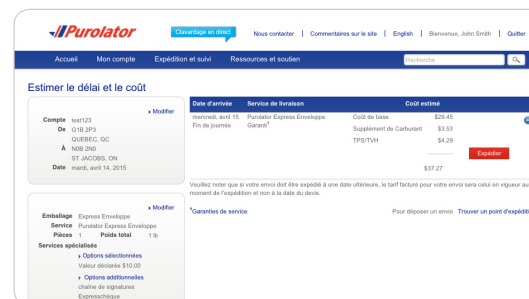 Purolator
Clavardage en direct
Nous contacter | Commentaires sur le site | English | Bienvenue, John Smith | Quitter
Accueil Mon compte Expédition et suivi Ressources et soutien
Recherche
Estimer le délai et le coût
Modifier
Compte test123
De G1B 2P3
QUEBEC, QC
À N0B 2N0
ST JACOBS, ON
Date mardi, avril 14, 2015
Date d'arrivée Service de livraison Coût estimé
mercredi, avril 15 Purolator Express Enveloppe Coût de base $29.45
Fin de journée Garanti† Supplément de Carburant $3.53
TPS/TVH $4.29
Expédier
$37.27
Veuillez noter que si votre envoi doit être expédié à une date ultérieure, le tarif facturé pour votre envoi sera celui en vigueur au
moment de l'expédition et non à la date du devis.
Garanties de service
Pour déposer un envoi Trouver un point d'expéditi
Modifier
Emballage Express Enveloppe
Service Purolator Express Enveloppe
Pièces 1 Poids total 1 lb
Services spécialisés
Options sélectionnées
Valeur déclarée $10.00
Options additionnelles
chaîne de signatures
Expresschèque